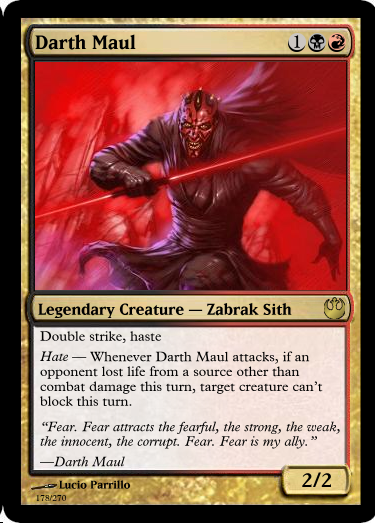 Darth Maul 1
Legendary Creature — Zabrak Sith
Double strike, haste
Hate — Whenever Darth Maul attacks, if an
opponent lost life from a source other than
combat damage this turn, target creature can't
block this turn.
"Fear. Fear attracts the fearful, the strong, the weak,
the innocent, the corrupt. Fear. Fear is my ally."
—Darth Maul
2/2
Lucio Parrillo
178/270